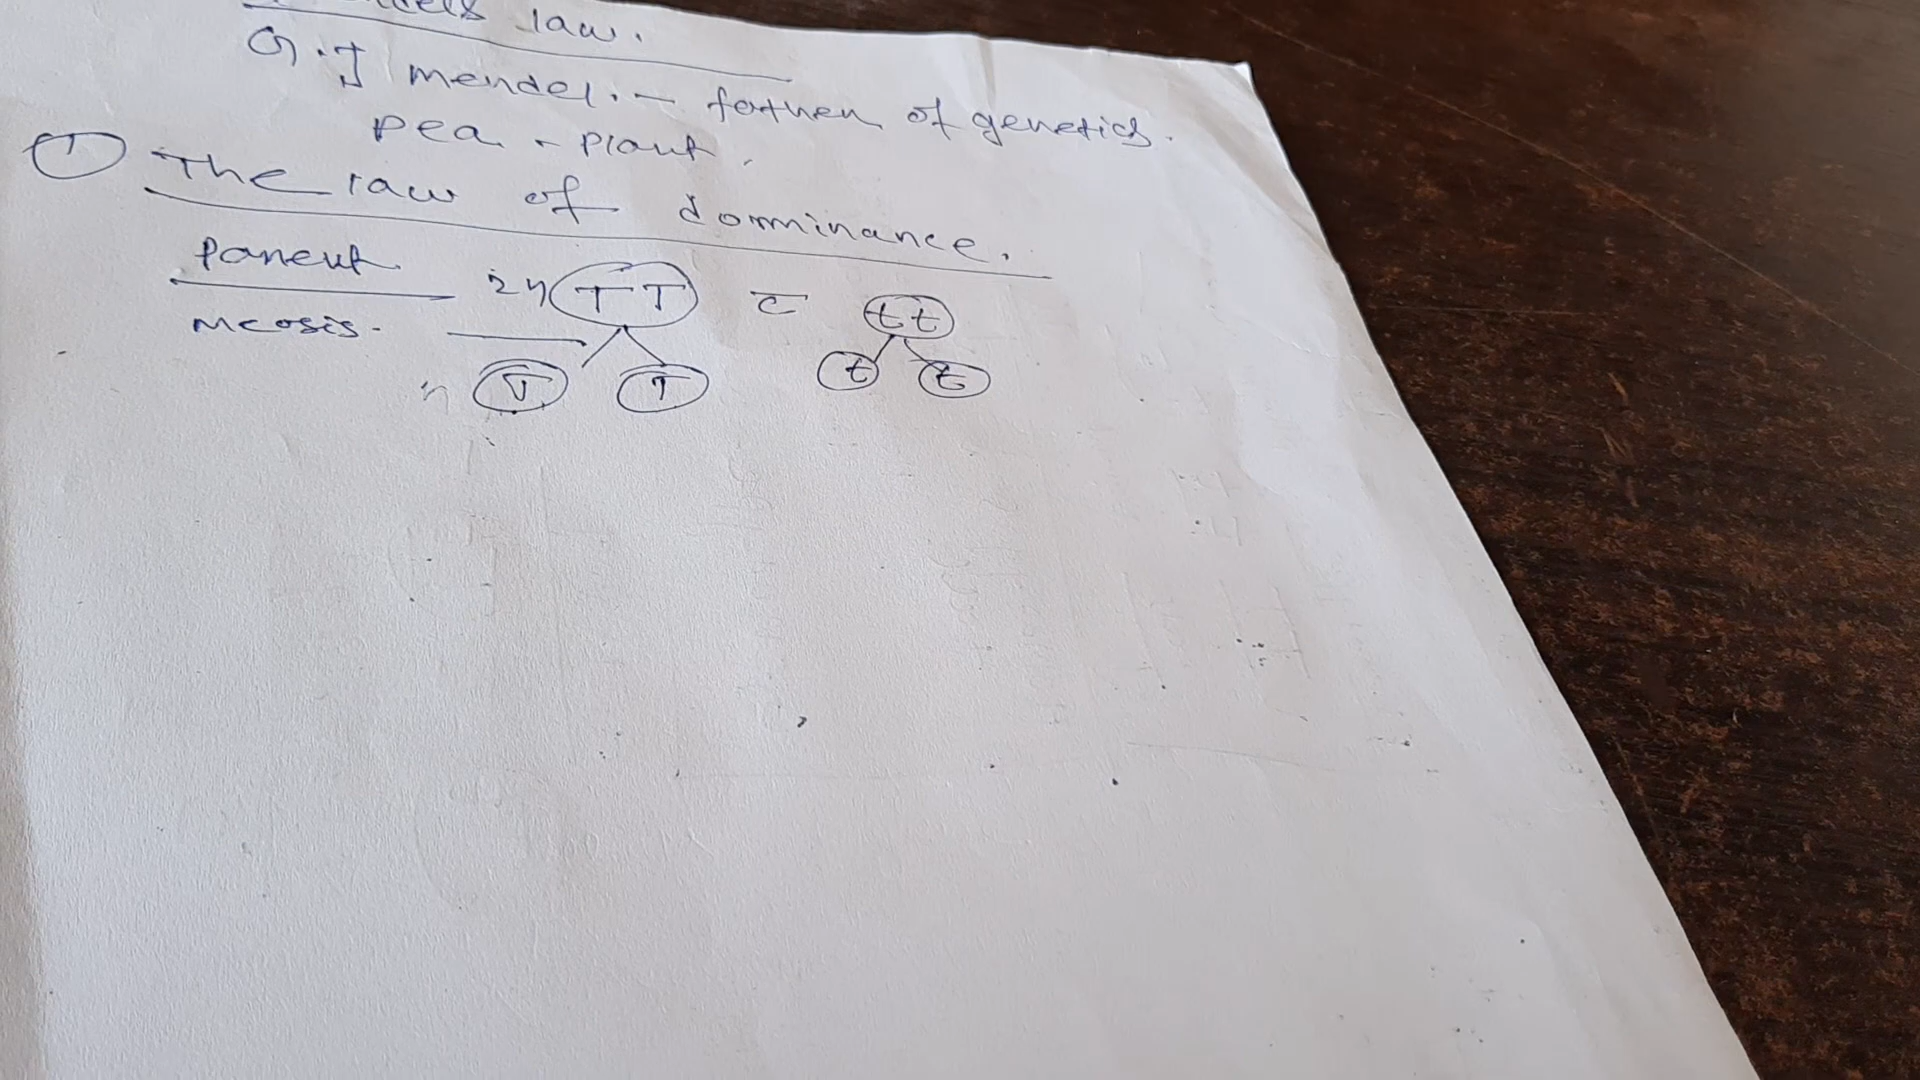 law.
G.J mendel. - father of genetics.
pea - plant.
① The law of dominance.
Parent 2n TT c tt
meosis.
n T T t t